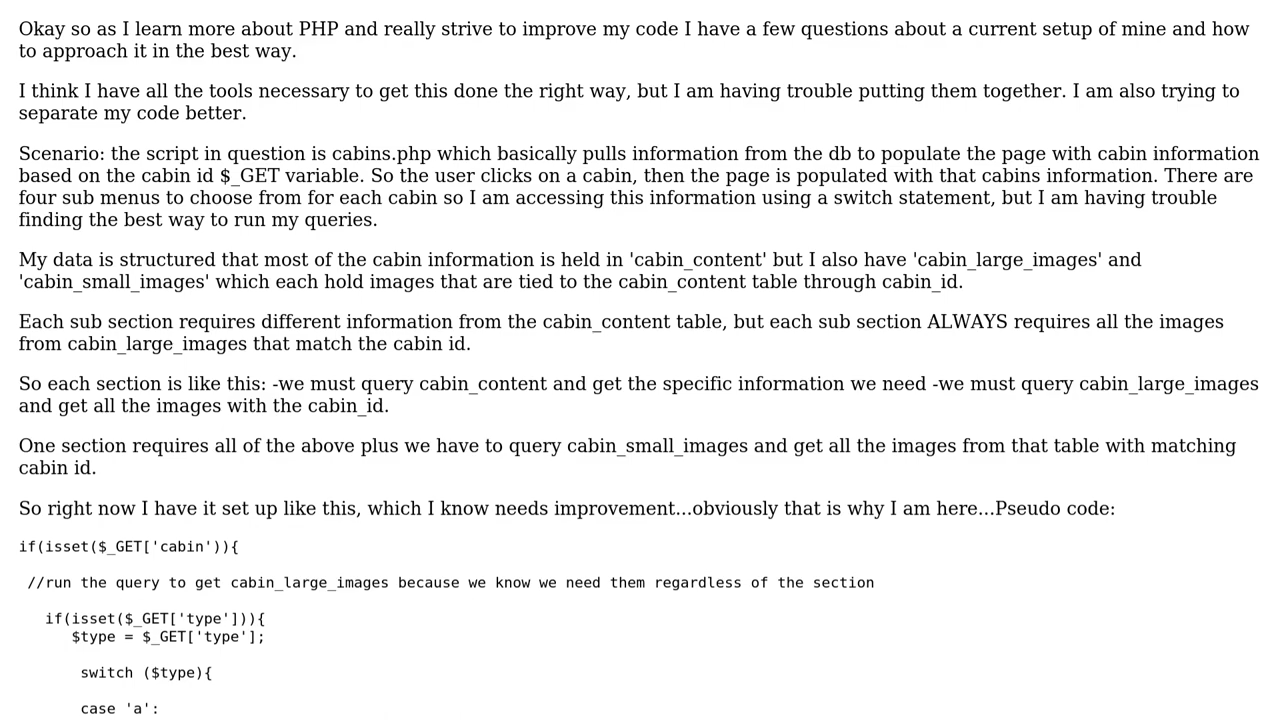 Okay so as I learn more about PHP and really strive to improve my code I have a few questions about a current setup of mine and how
to approach it in the best way.
I think I have all the tools necessary to get this done the right way, but I am having trouble putting them together. I am also trying to
separate my code better.
Scenario: the script in question is cabins.php which basically pulls information from the db to populate the page with cabin information
based on the cabin id $_GET variable. So the user clicks on a cabin, then the page is populated with that cabins information. There are
four sub menus to choose from for each cabin so I am accessing this information using a switch statement, but I am having trouble
finding the best way to run my queries.
My data is structured that most of the cabin information is held in 'cabin_content' but I also have 'cabin_large_images' and
'cabin_small_images' which each hold images that are tied to the cabin_content table through cabin_id.
Each sub section requires different information from the cabin_content table, but each sub section ALWAYS requires all the images
from cabin_large_images that match the cabin id.
So each section is like this: -we must query cabin_content and get the specific information we need -we must query cabin_large_images
and get all the images with the cabin_id.
One section requires all of the above plus we have to query cabin_small_images and get all the images from that table with matching
cabin id.
So right now I have it set up like this, which I know needs improvement...obviously that is why I am here...Pseudo code:
if(isset($_GET['cabin')){
//run the query to get cabin_large_images because we know we need them regardless of the section
if(isset($_GET['type'])){
$type = $_GET['type'];
switch ($type){
case 'a':